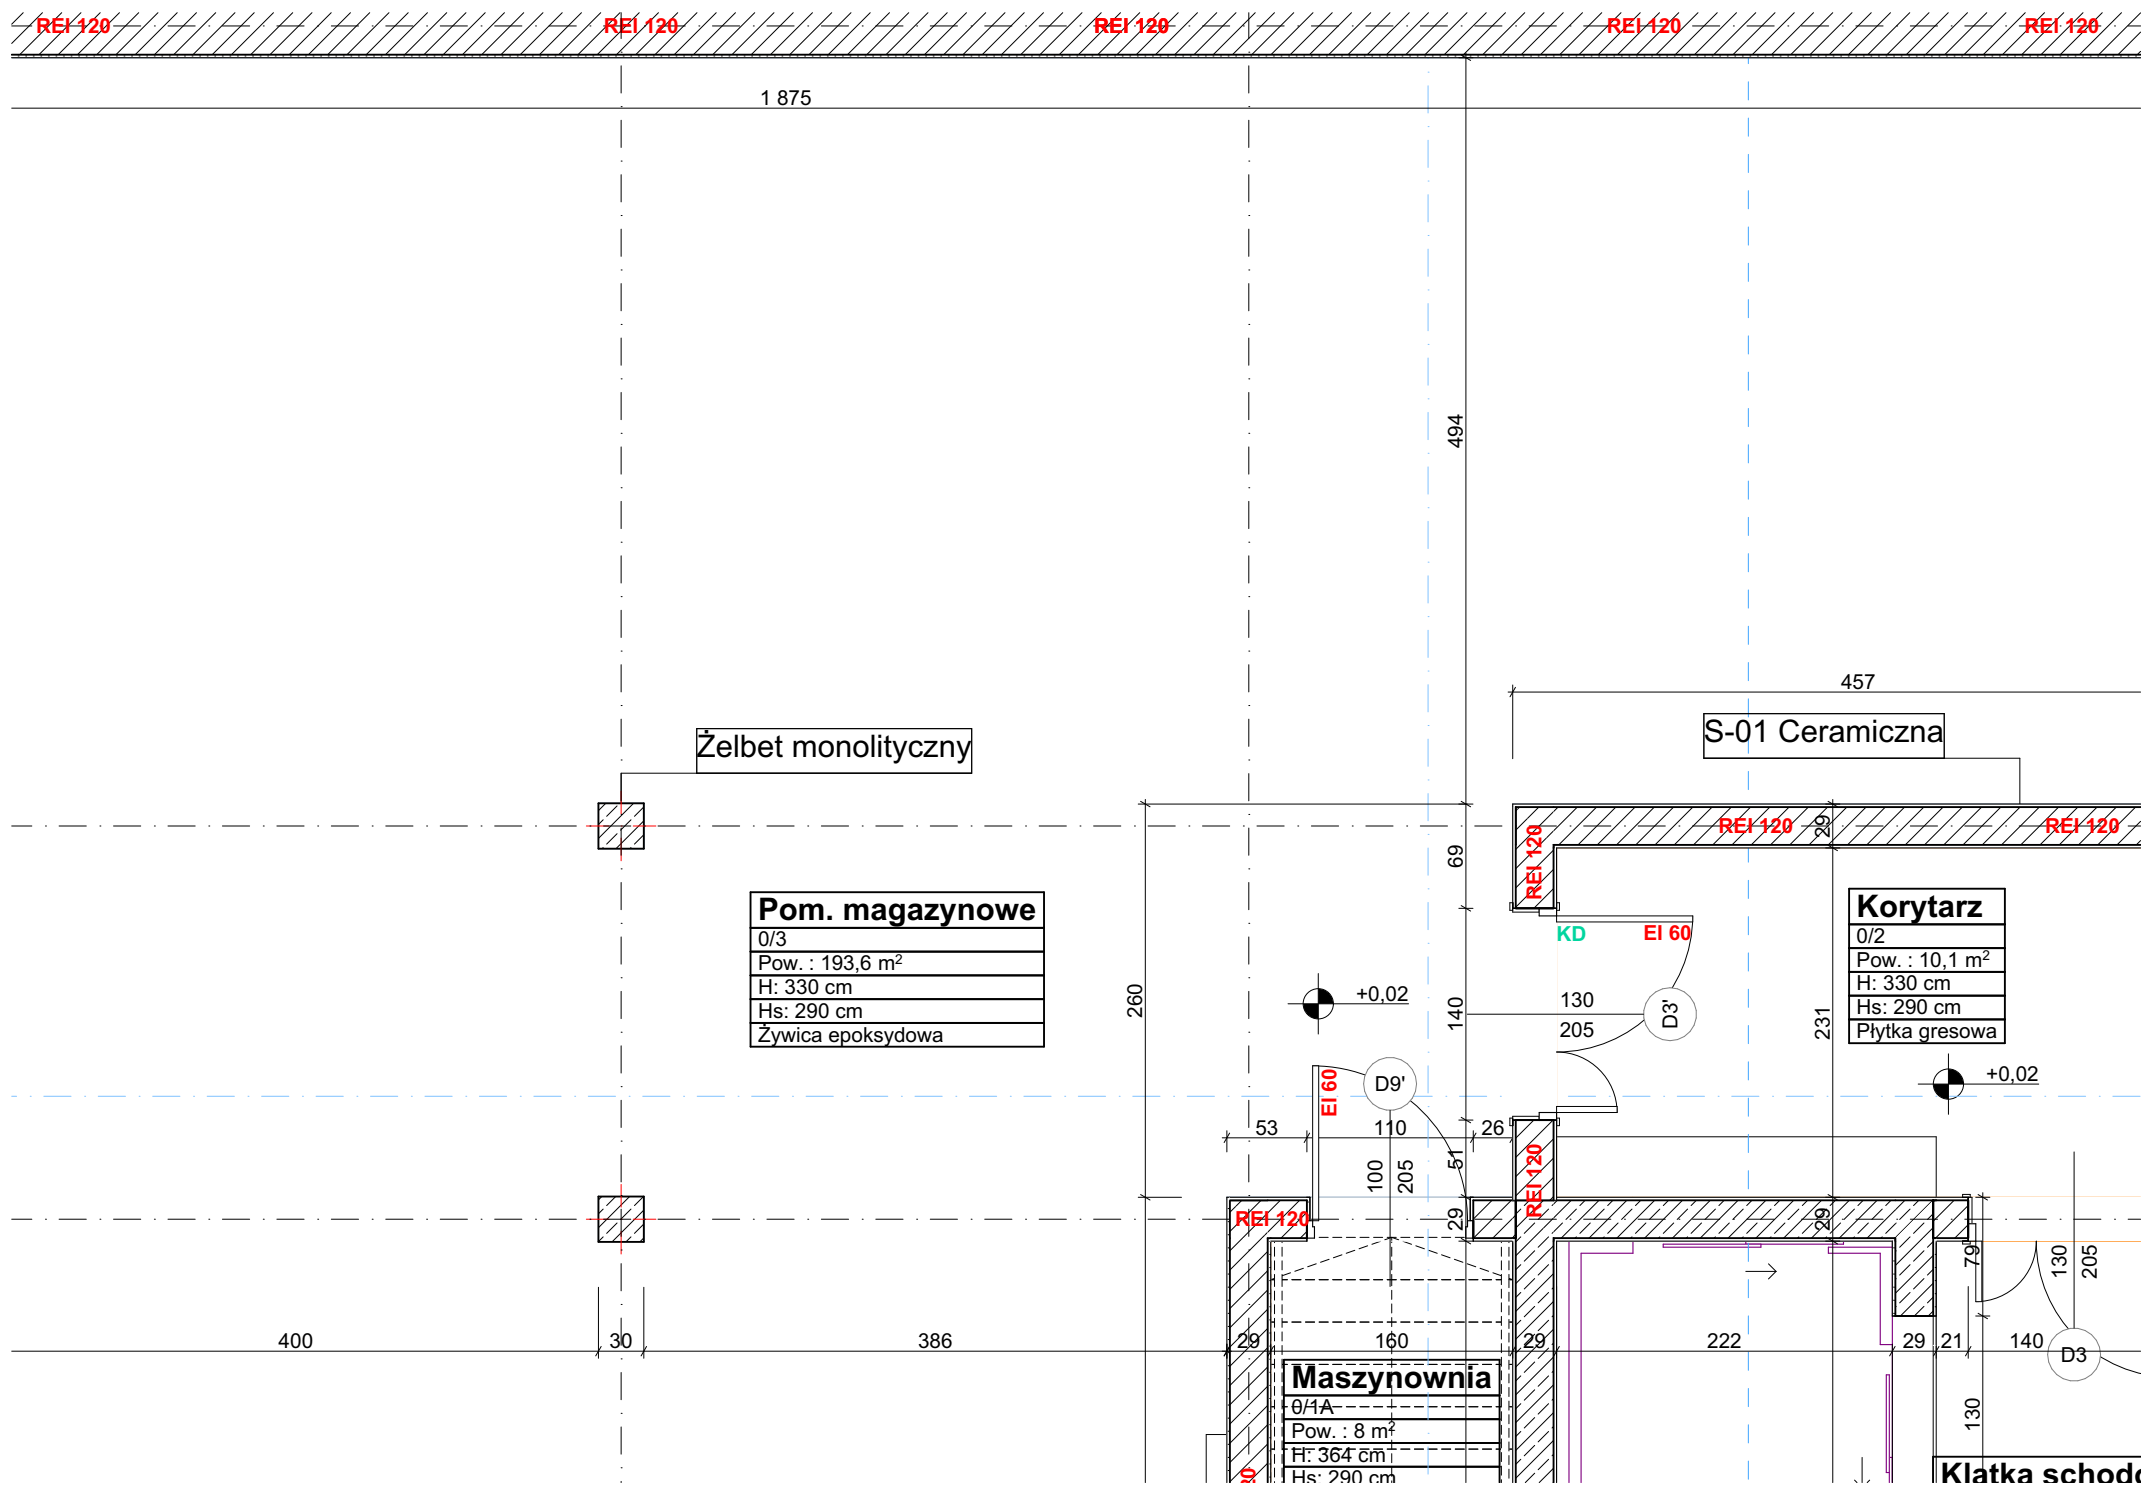 REI 120 REI 120 REI 120 REI 120 REI 120
1 875
494
457
Żelbet monolityczny
S-01 Ceramiczna
REI 120
29
REI 120
REI 120
69
Pom. magazynowe
0/3
Pow. : 193,6 m²
H: 330 cm
Hs: 290 cm
Żywica epoksydowa
Korytarz
0/2
Pow. : 10,1 m²
H: 330 cm
Hs: 290 cm
Płytka gresowa
KD
EI 60
260
+0,02
140
130
205
D3'
231
+0,02
EI 60
D9'
53
110
26
51
100
205
REI 120
REI 120
29
29
79
130
205
400
30
386
29
160
29
222
29
21
140
D3
Maszynownia
0/1A
Pow. : 8 m²
H: 364 cm
Hs: 290 cm
130
Klatka schod